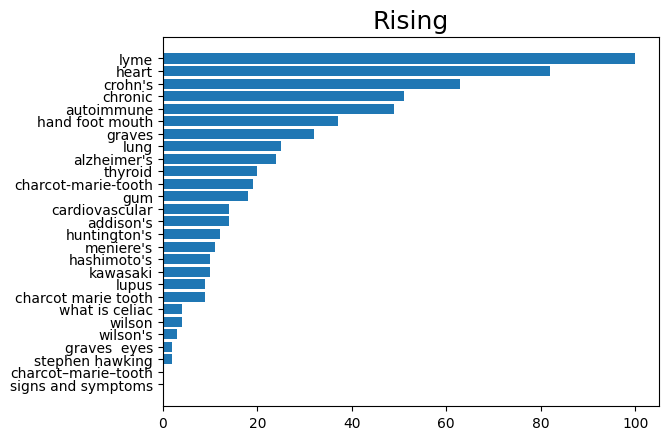 Rising
lyme
heart
crohn's
chronic
autoimmune
hand foot mouth
graves
lung
alzheimer's
thyroid
charcot-marie-tooth
gum
cardiovascular
addison's
huntington's
meniere's
hashimoto's
kawasaki
lupus
charcot marie tooth
what is celiac
wilson
wilson's
graves  eyes
stephen hawking
charcot–marie–tooth
signs and symptoms
0 20 40 60 80 100